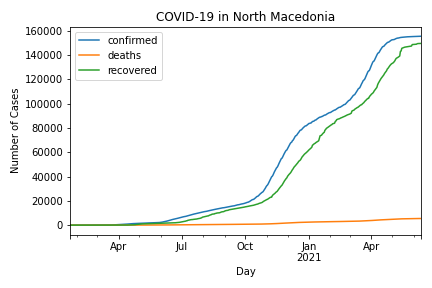 COVID-19 in North Macedonia
confirmed
deaths
recovered
Number of Cases
160000
140000
120000
100000
80000
60000
40000
20000
0
Apr
Jul
Oct
Jan
2021
Apr
Day